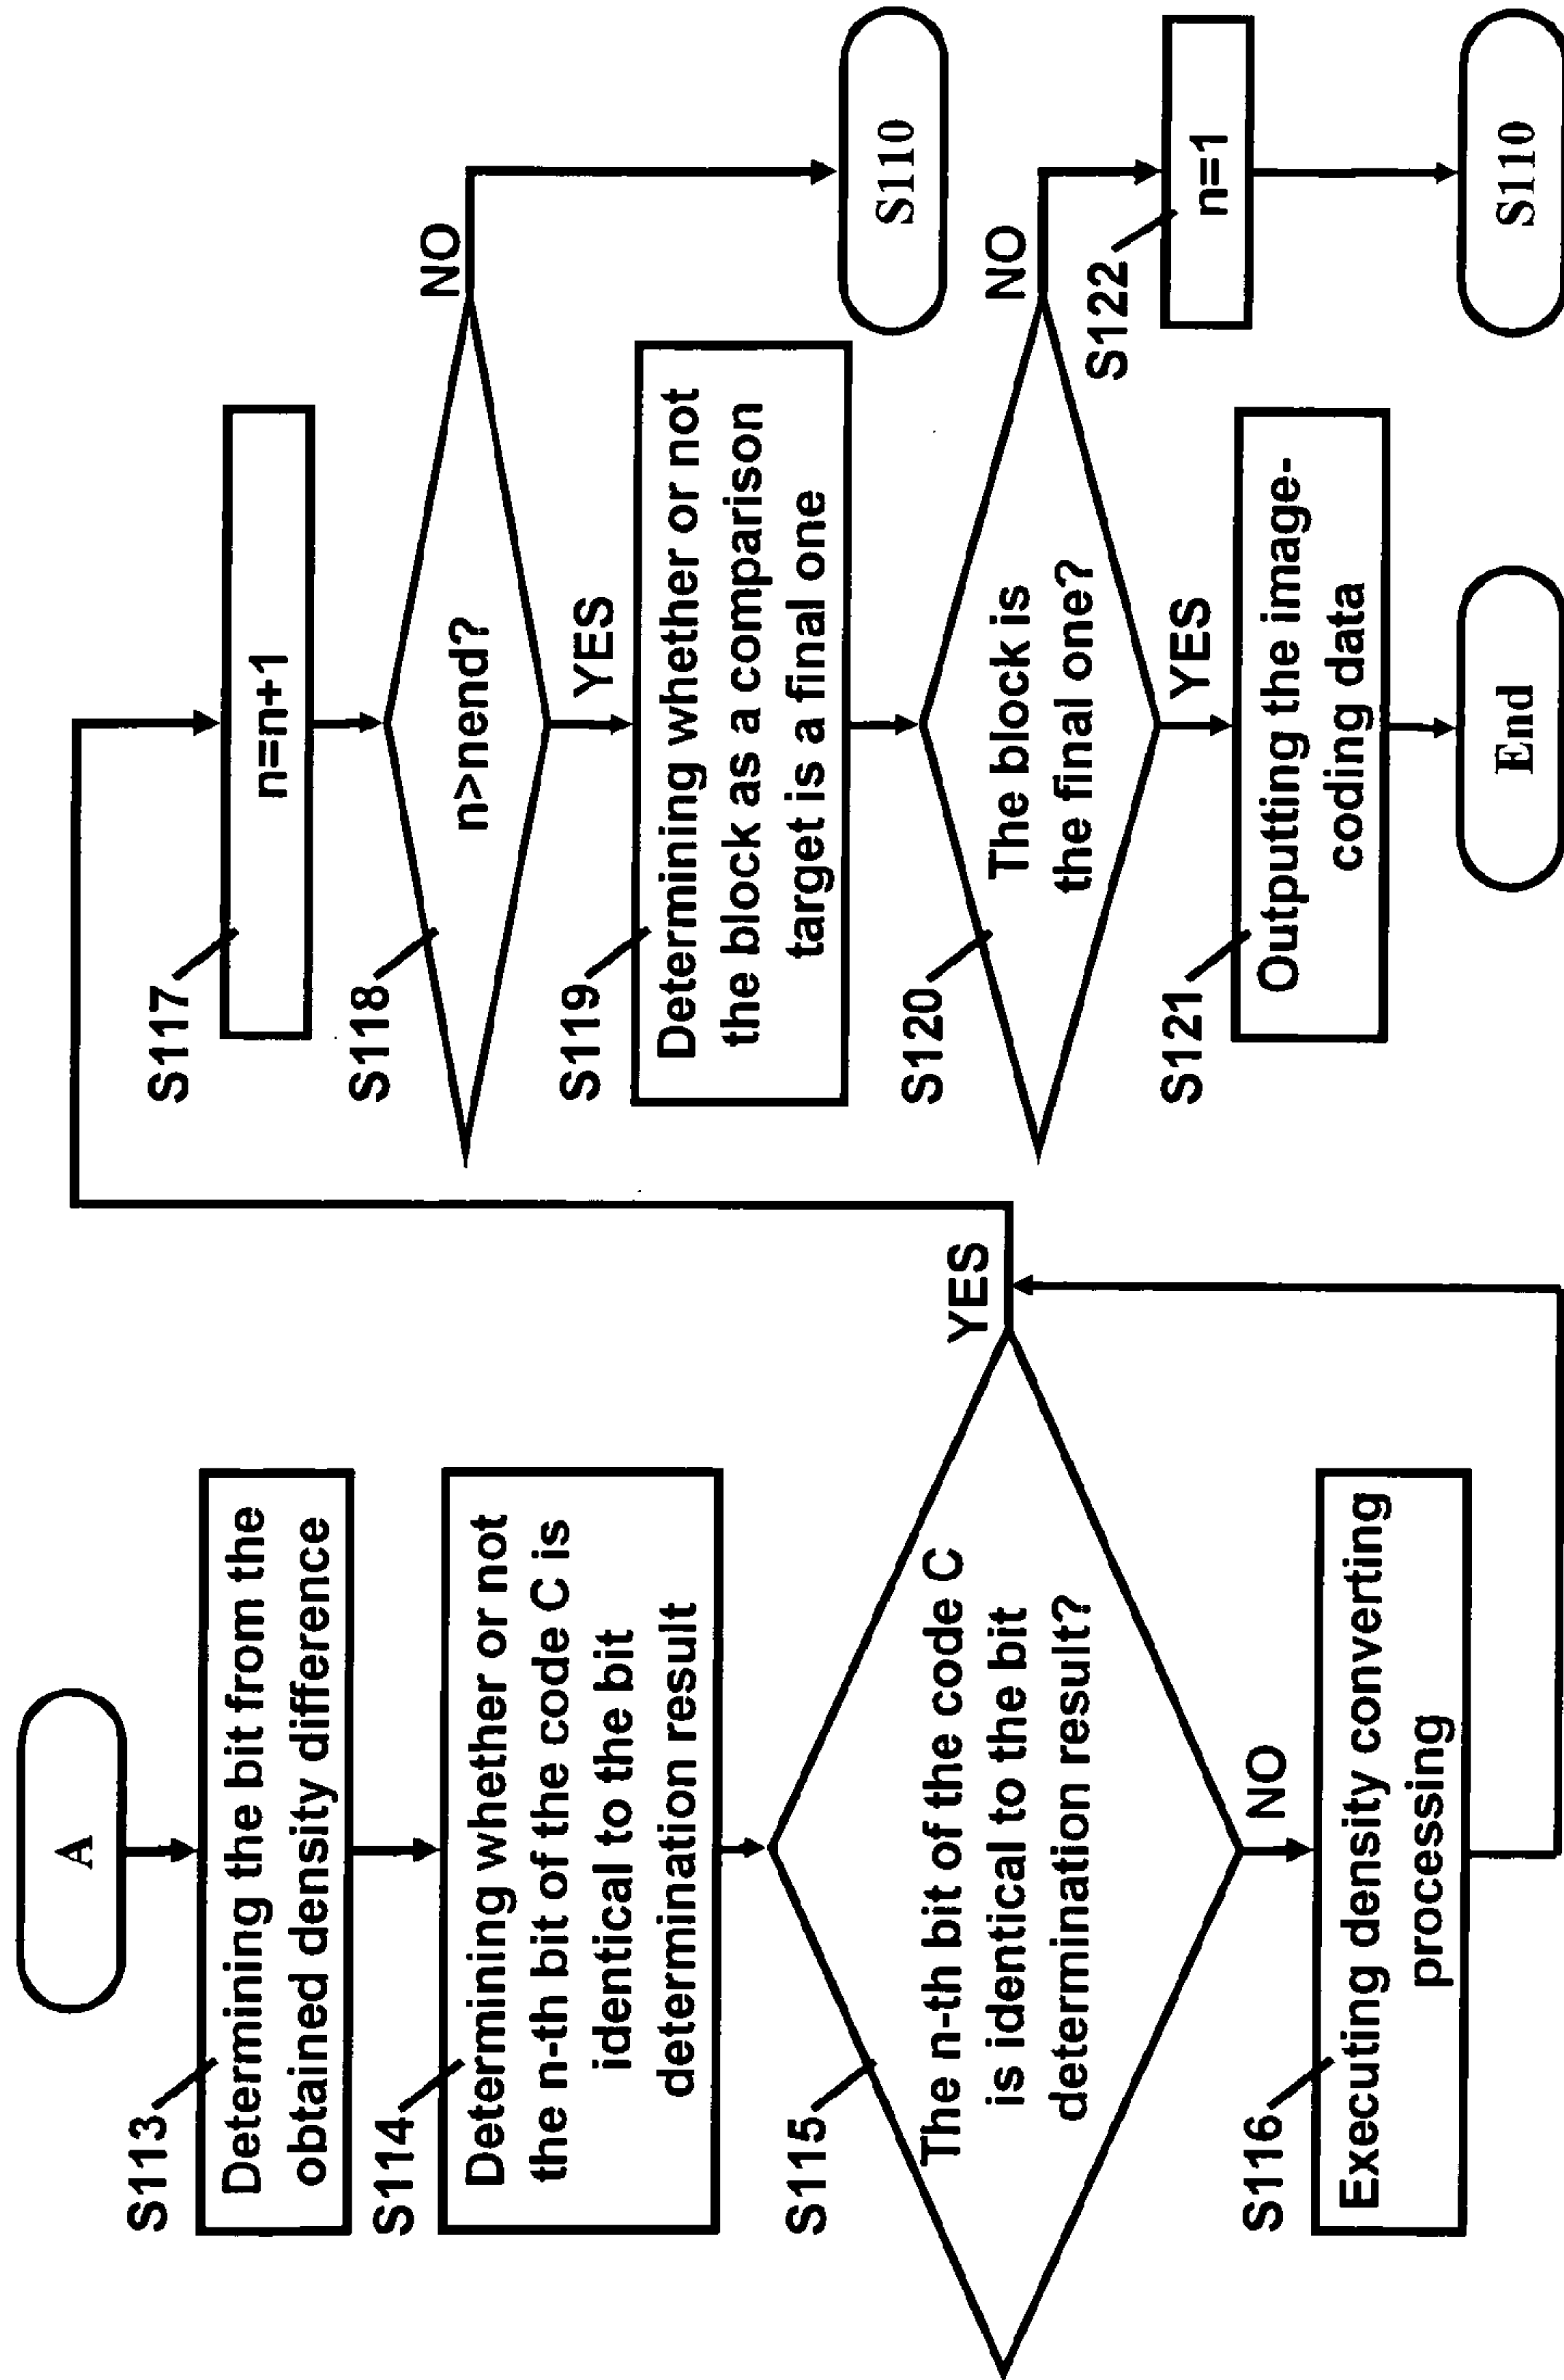 A
S113
Determining the bit from the
obtained density difference
S114
Determining whether or not
the n-th bit of the code C is
identical to the bit
determination result
S115
The n-th bit of the code C
is identical to the bit
determination result?
YES
NO
S116
Executing density converting
processing
S117
n=n+1
S118
n>nend?
NO
YES
S110
S119
Determining whether or not
the block as a comparison
target is a final one
S120
The block is
the final one?
NO
YES
S122
n=1
S110
S121
Outputting the image-
coding data
End